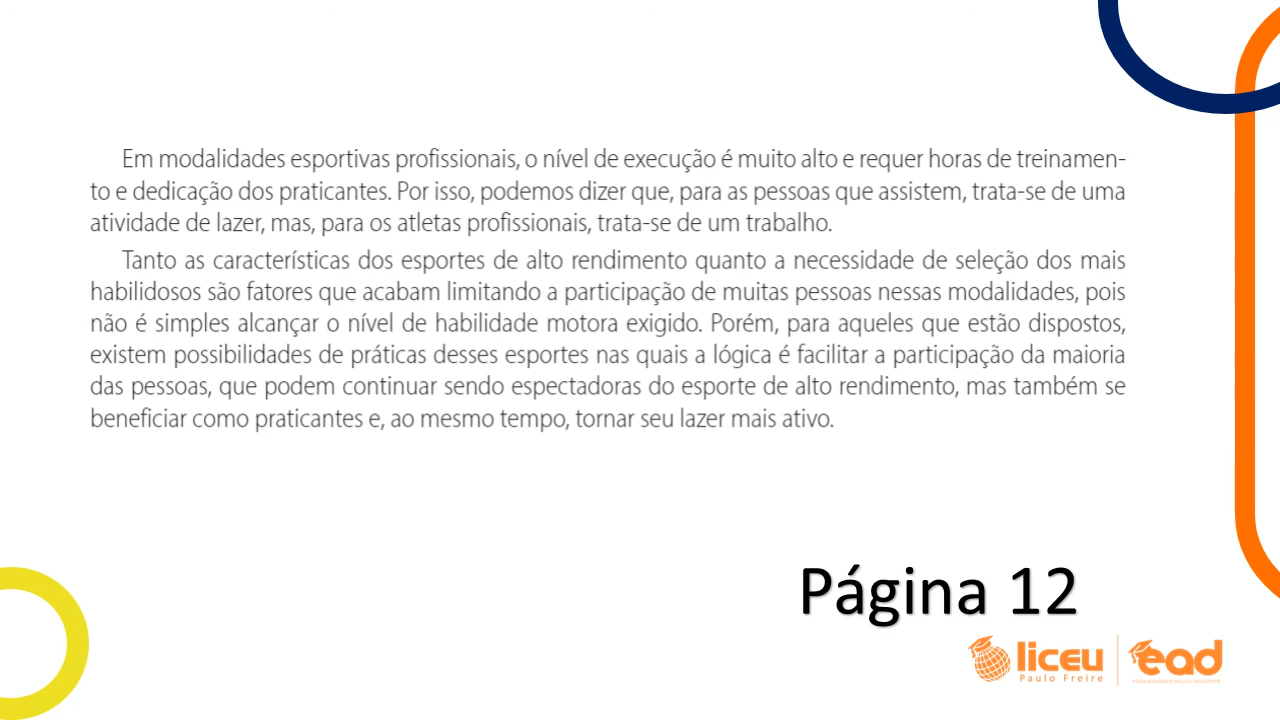 Em modalidades esportivas profissionais, o nível de execução é muito alto e requer horas de treinamen-
to e dedicação dos praticantes. Por isso, podemos dizer que, para as pessoas que assistem, trata-se de uma
atividade de lazer, mas, para os atletas profissionais, trata-se de um trabalho.
Tanto as características dos esportes de alto rendimento quanto a necessidade de seleção dos mais
habilidosos são fatores que acabam limitando a participação de muitas pessoas nessas modalidades, pois
não é simples alcançar o nível de habilidade motora exigido. Porém, para aqueles que estão dispostos,
existem possibilidades de práticas desses esportes nas quais a lógica é facilitar a participação da maioria
das pessoas, que podem continuar sendo espectadoras do esporte de alto rendimento, mas também se
beneficiar como praticantes e, ao mesmo tempo, tornar seu lazer mais ativo.
Página 12
liceu
Paulo Freire
ead